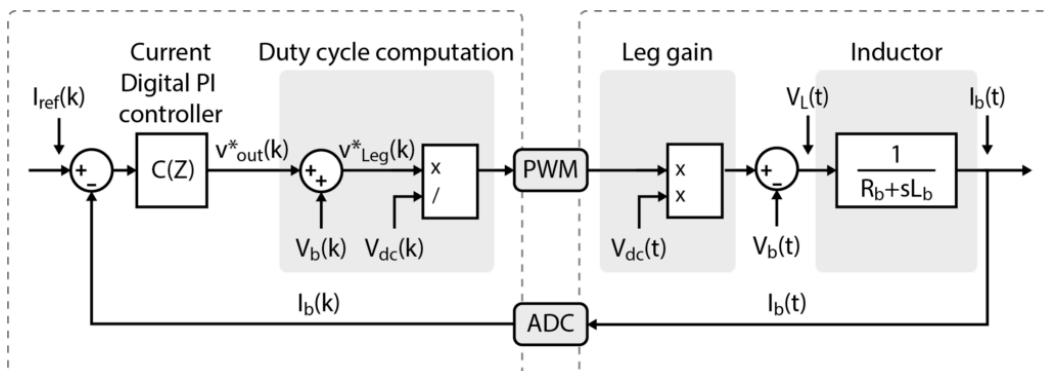 Current
Digital PI
controller
Duty cycle computation
Leg gain
Inductor
I_ref(k)
+
-
C(Z)
v*_out(k)
+
+
v*_Leg(k)
x
/
V_b(k)
V_dc(k)
PWM
x
x
V_dc(t)
+
-
V_b(t)
V_L(t)
1
R_b+sL_b
I_b(t)
I_b(k)
ADC
I_b(t)